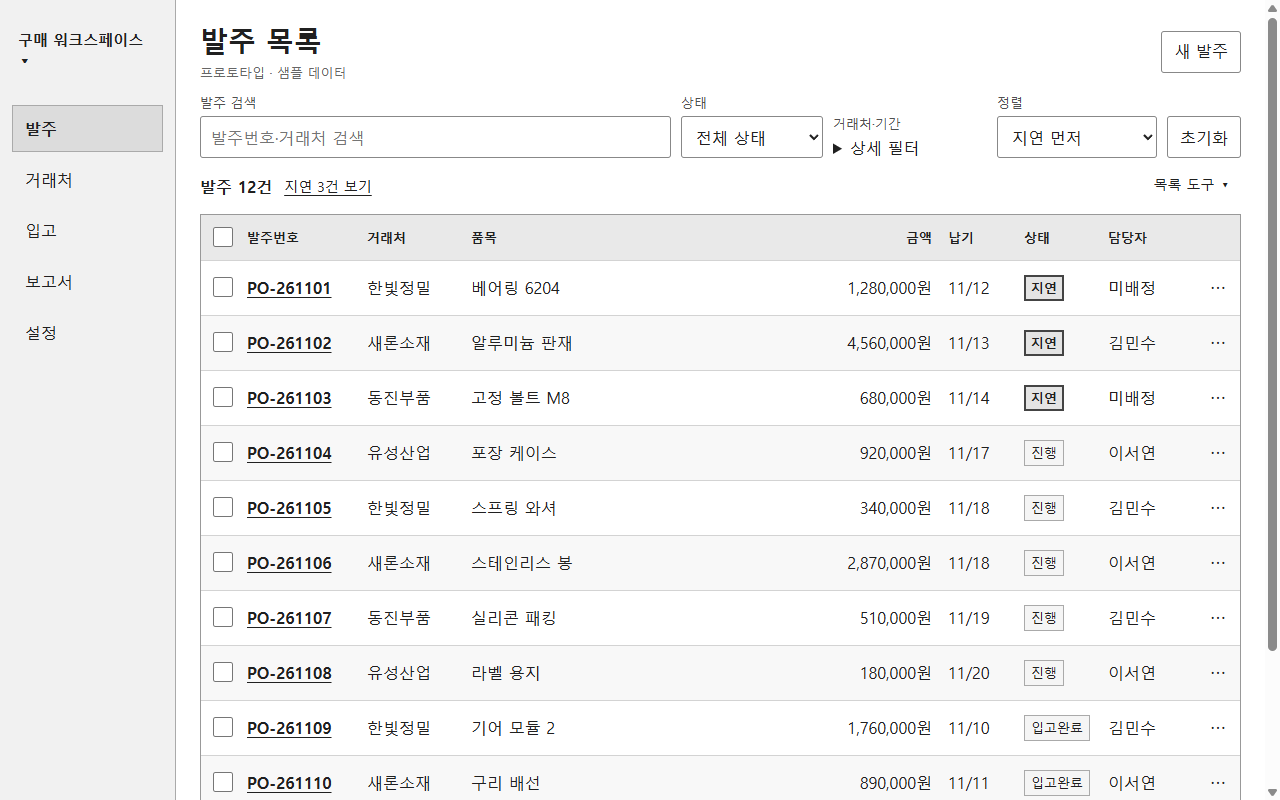 구매 워크스페이스
▾
발주
거래처
입고
보고서
설정
발주 목록
프로토타입 · 샘플 데이터
새 발주
발주 검색
발주번호·거래처 검색
상태
전체 상태
거래처·기간
▶ 상세 필터
정렬
지연 먼저
초기화
발주 12건 지연 3건 보기
목록 도구 ▾
발주번호 거래처 품목 금액 납기 상태 담당자
PO-261101 한빛정밀 베어링 6204 1,280,000원 11/12 지연 미배정 ···
PO-261102 새론소재 알루미늄 판재 4,560,000원 11/13 지연 김민수 ···
PO-261103 동진부품 고정 볼트 M8 680,000원 11/14 지연 미배정 ···
PO-261104 유성산업 포장 케이스 920,000원 11/17 진행 이서연 ···
PO-261105 한빛정밀 스프링 와셔 340,000원 11/18 진행 김민수 ···
PO-261106 새론소재 스테인리스 봉 2,870,000원 11/18 진행 이서연 ···
PO-261107 동진부품 실리콘 패킹 510,000원 11/19 진행 김민수 ···
PO-261108 유성산업 라벨 용지 180,000원 11/20 진행 이서연 ···
PO-261109 한빛정밀 기어 모듈 2 1,760,000원 11/10 입고완료 김민수 ···
PO-261110 새론소재 구리 배선 890,000원 11/11 입고완료 이서연 ···